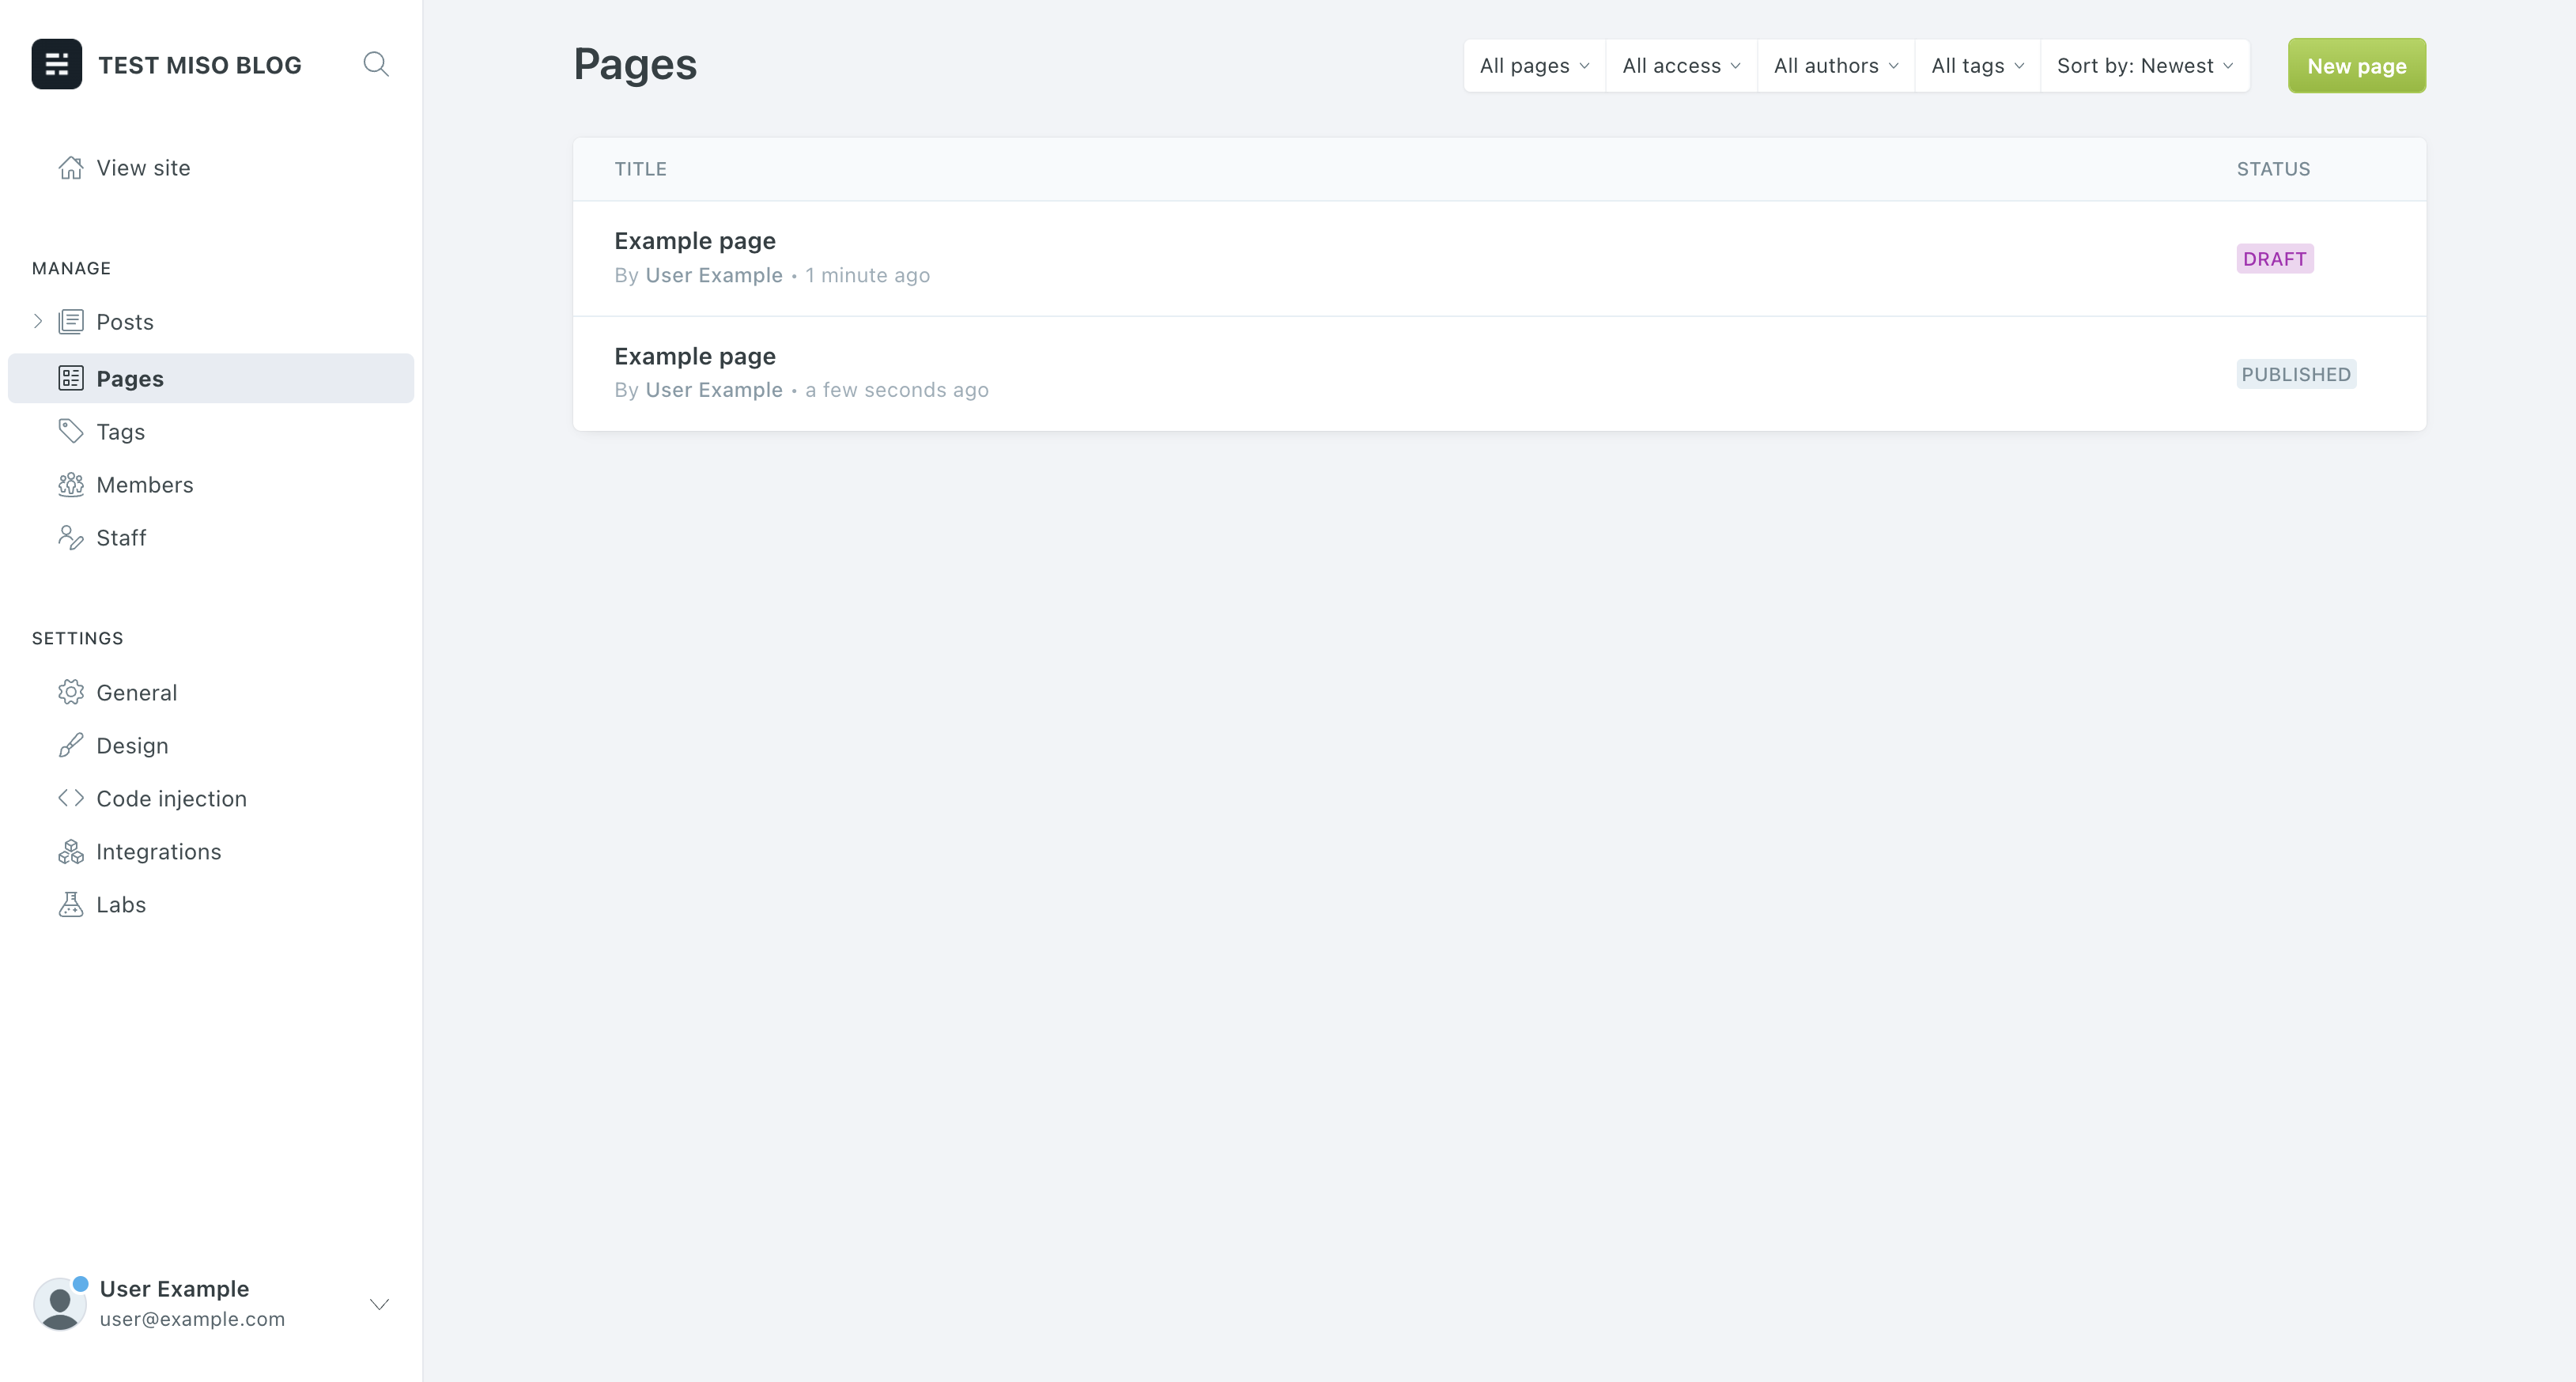 TEST MISO BLOG
View site
MANAGE
Posts
Pages
Tags
Members
Staff
SETTINGS
General
Design
Code injection
Integrations
Labs
User Example
user@example.com
Pages
All pages
All access
All authors
All tags
Sort by: Newest
New page
TITLE
STATUS
Example page
By User Example • 1 minute ago
DRAFT
Example page
By User Example • a few seconds ago
PUBLISHED